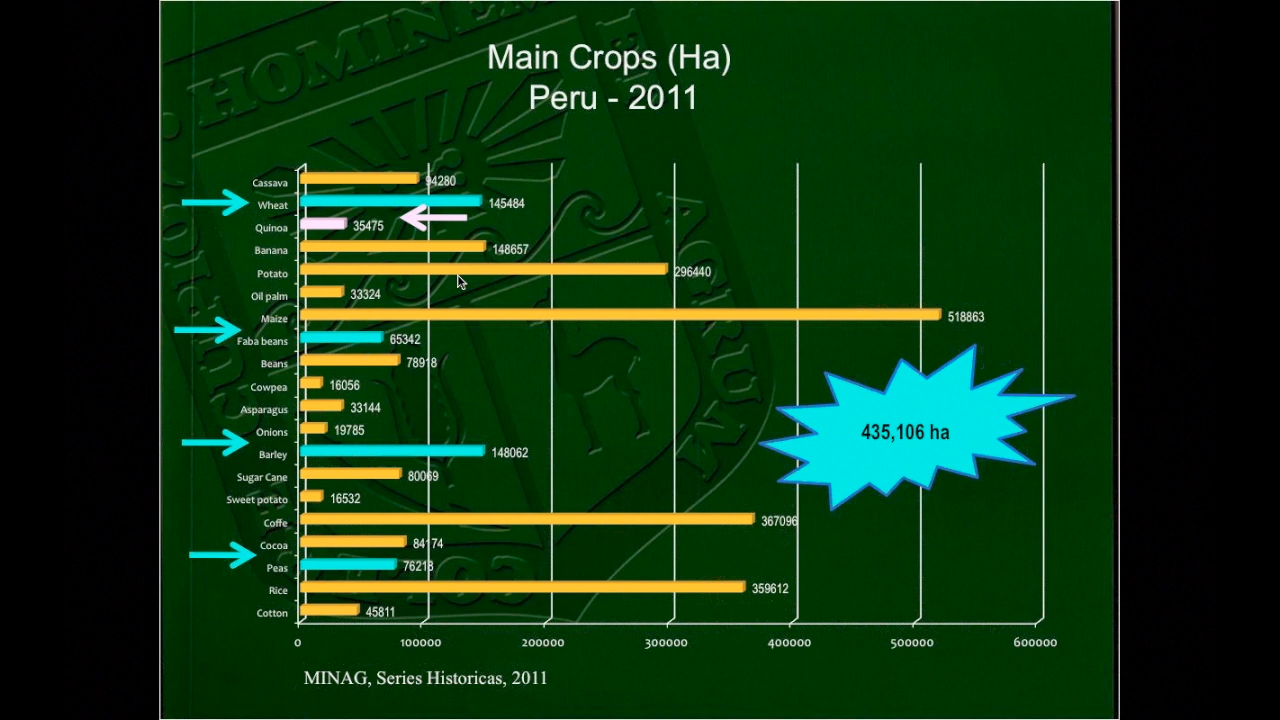 Main Crops (Ha)
Peru - 2011
Cassava 94280
Wheat 145484
Quinoa 35475
Banana 148657
Potato 296440
Oil palm 33324
Maize 518863
Faba beans 65342
Beans 78918
Cowpea 16056
Asparagus 33144
Onions 19785
Barley 148062
Sugar Cane 80069
Sweet potato 16532
Coffe 367096
Cocoa 84174
Peas 76213
Rice 359612
Cotton 45811
435,106 ha
0 100000 200000 300000 400000 500000 600000
MINAG, Series Historicas, 2011
HOMINEM
AGRUM